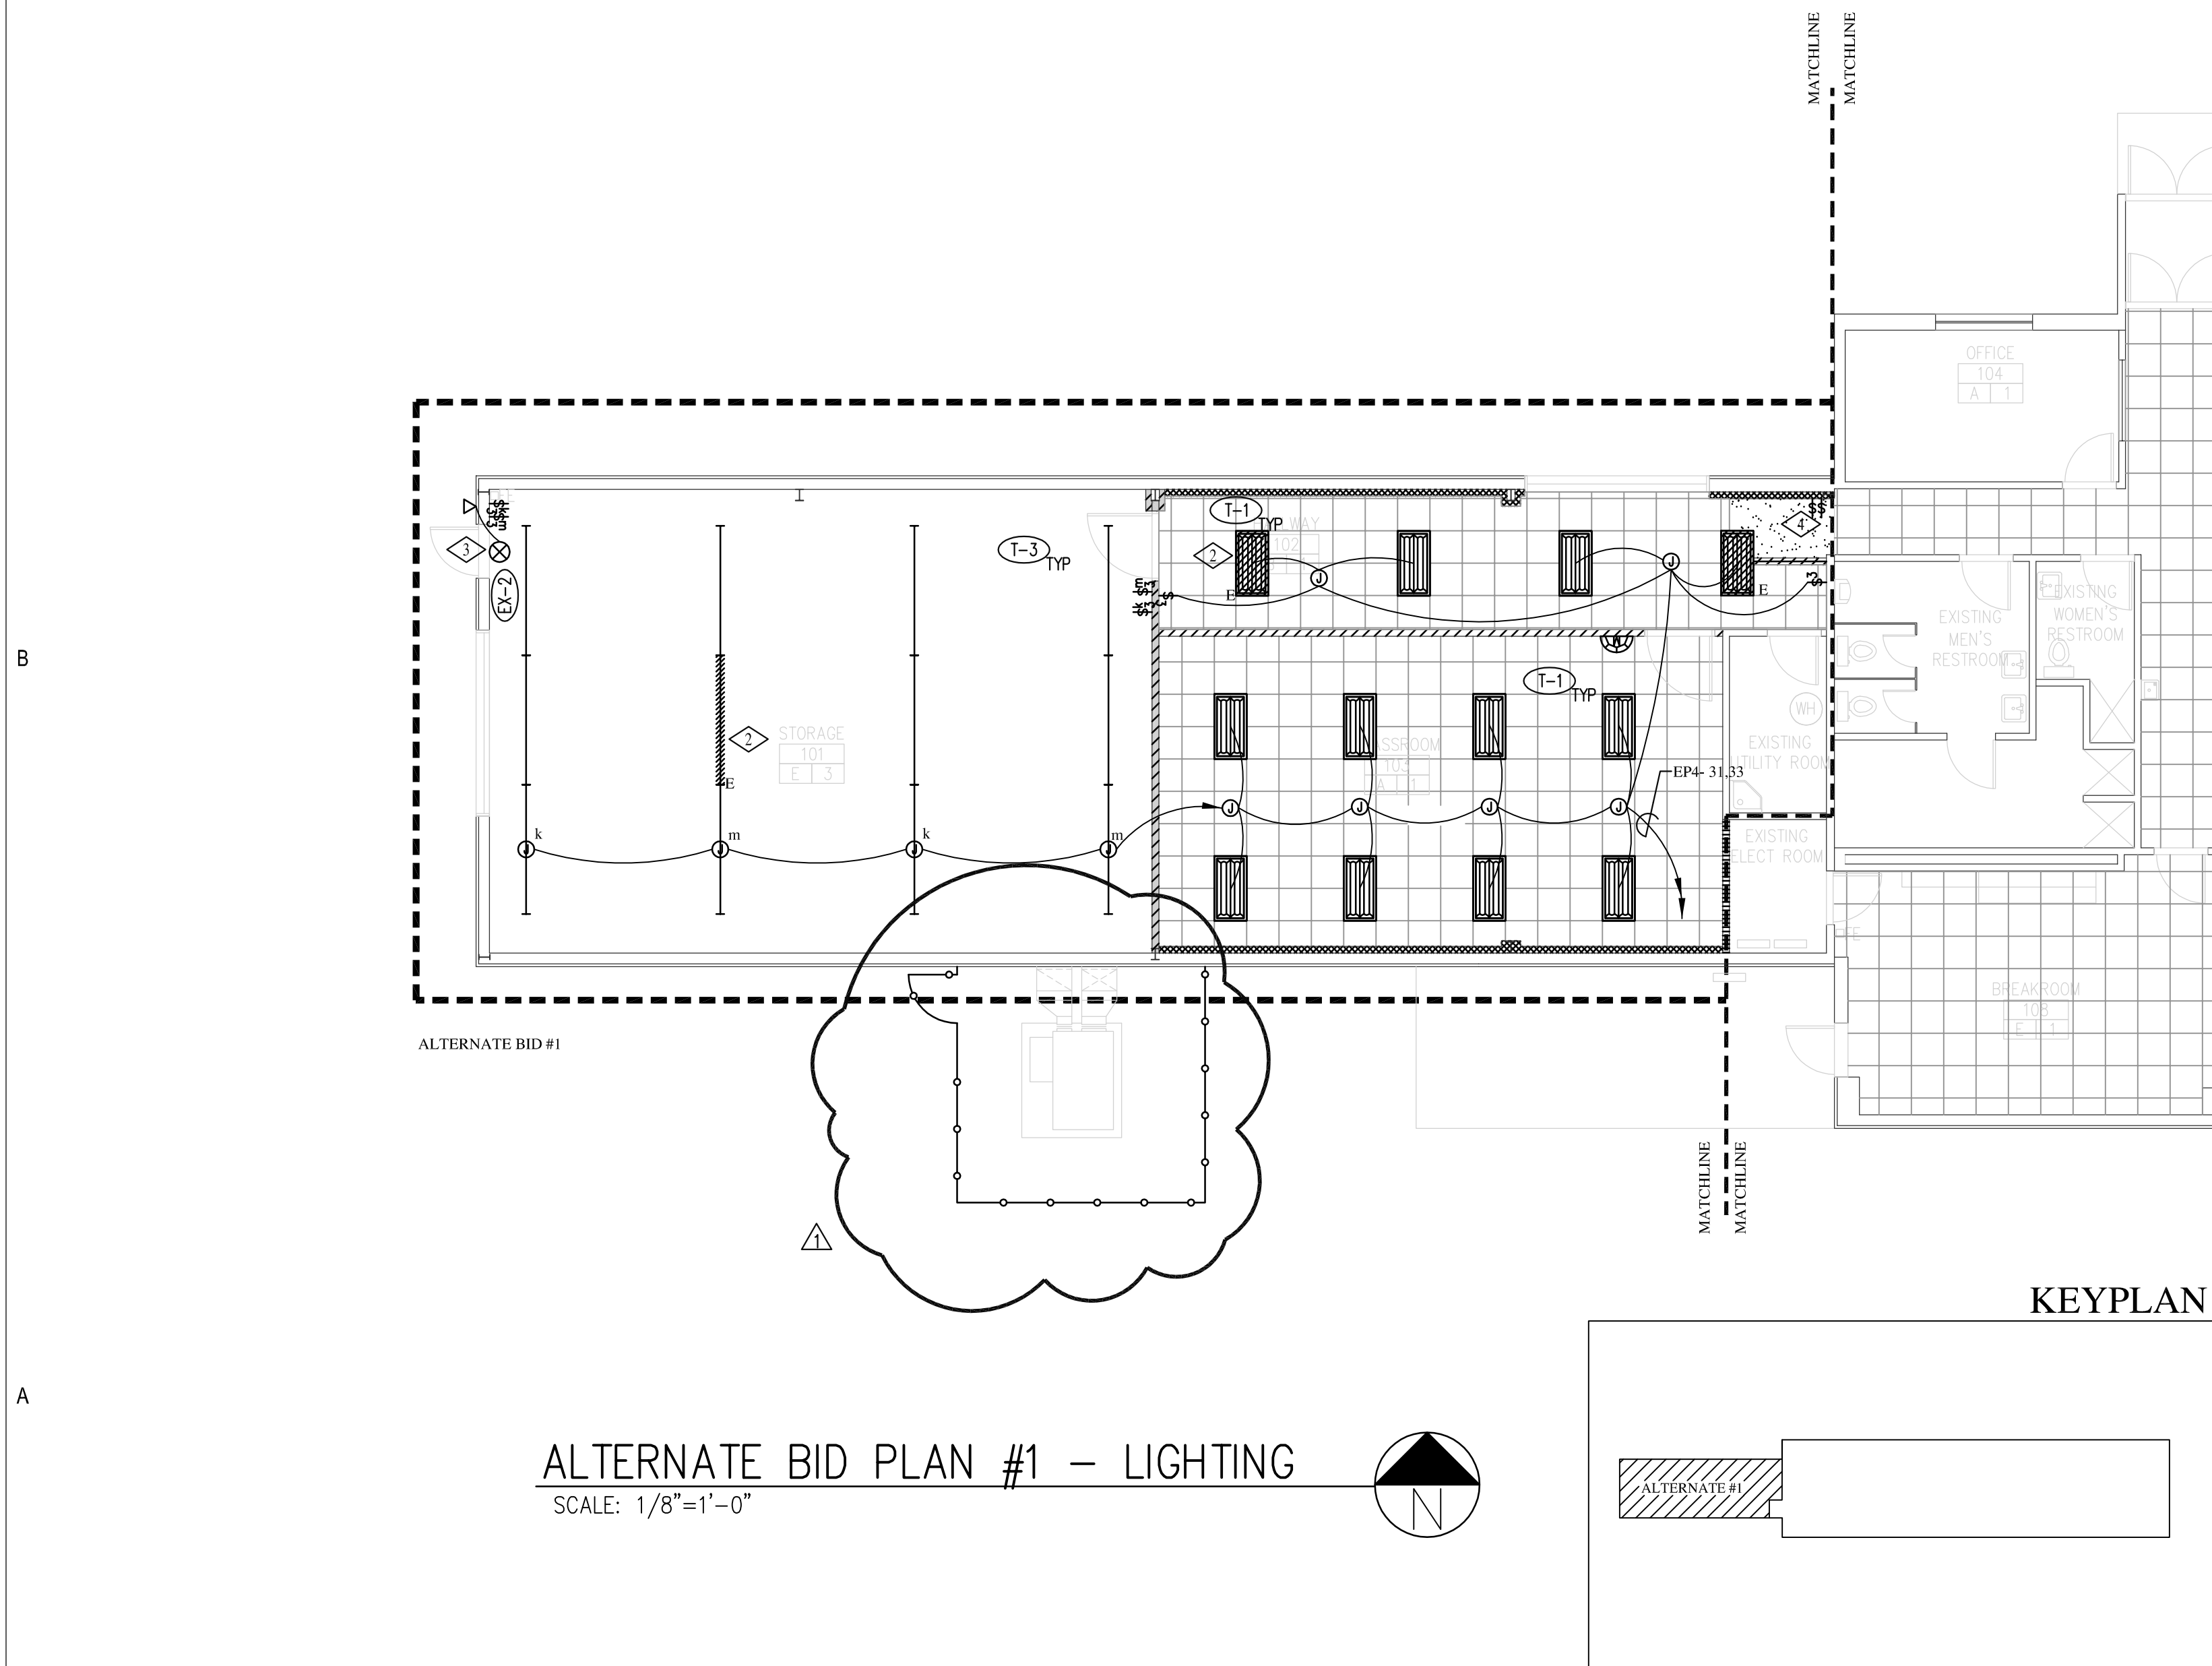 MATCHLINE
MATCHLINE
OFFICE
104
A 1
T-1
TYP
102
2
4
$$
T-3
TYP
3
EX-2
J
J
E
E
$3
EXISTING
MEN'S
RESTROOM
EXISTING
WOMEN'S
RESTROOM
B
T-1
TYP
WH
2
STORAGE
101
E 3
E
EXISTING
UTILITY ROOM
EP4- 31,33
A 1
k
m
k
m
J
J
J
J
J
J
J
J
EXISTING
ELECT ROOM
BREAKROOM
108
E 1
ALTERNATE BID #1
MATCHLINE
MATCHLINE
1
KEYPLAN
A
ALTERNATE BID PLAN #1 - LIGHTING
SCALE: 1/8"=1'-0"
N
ALTERNATE #1